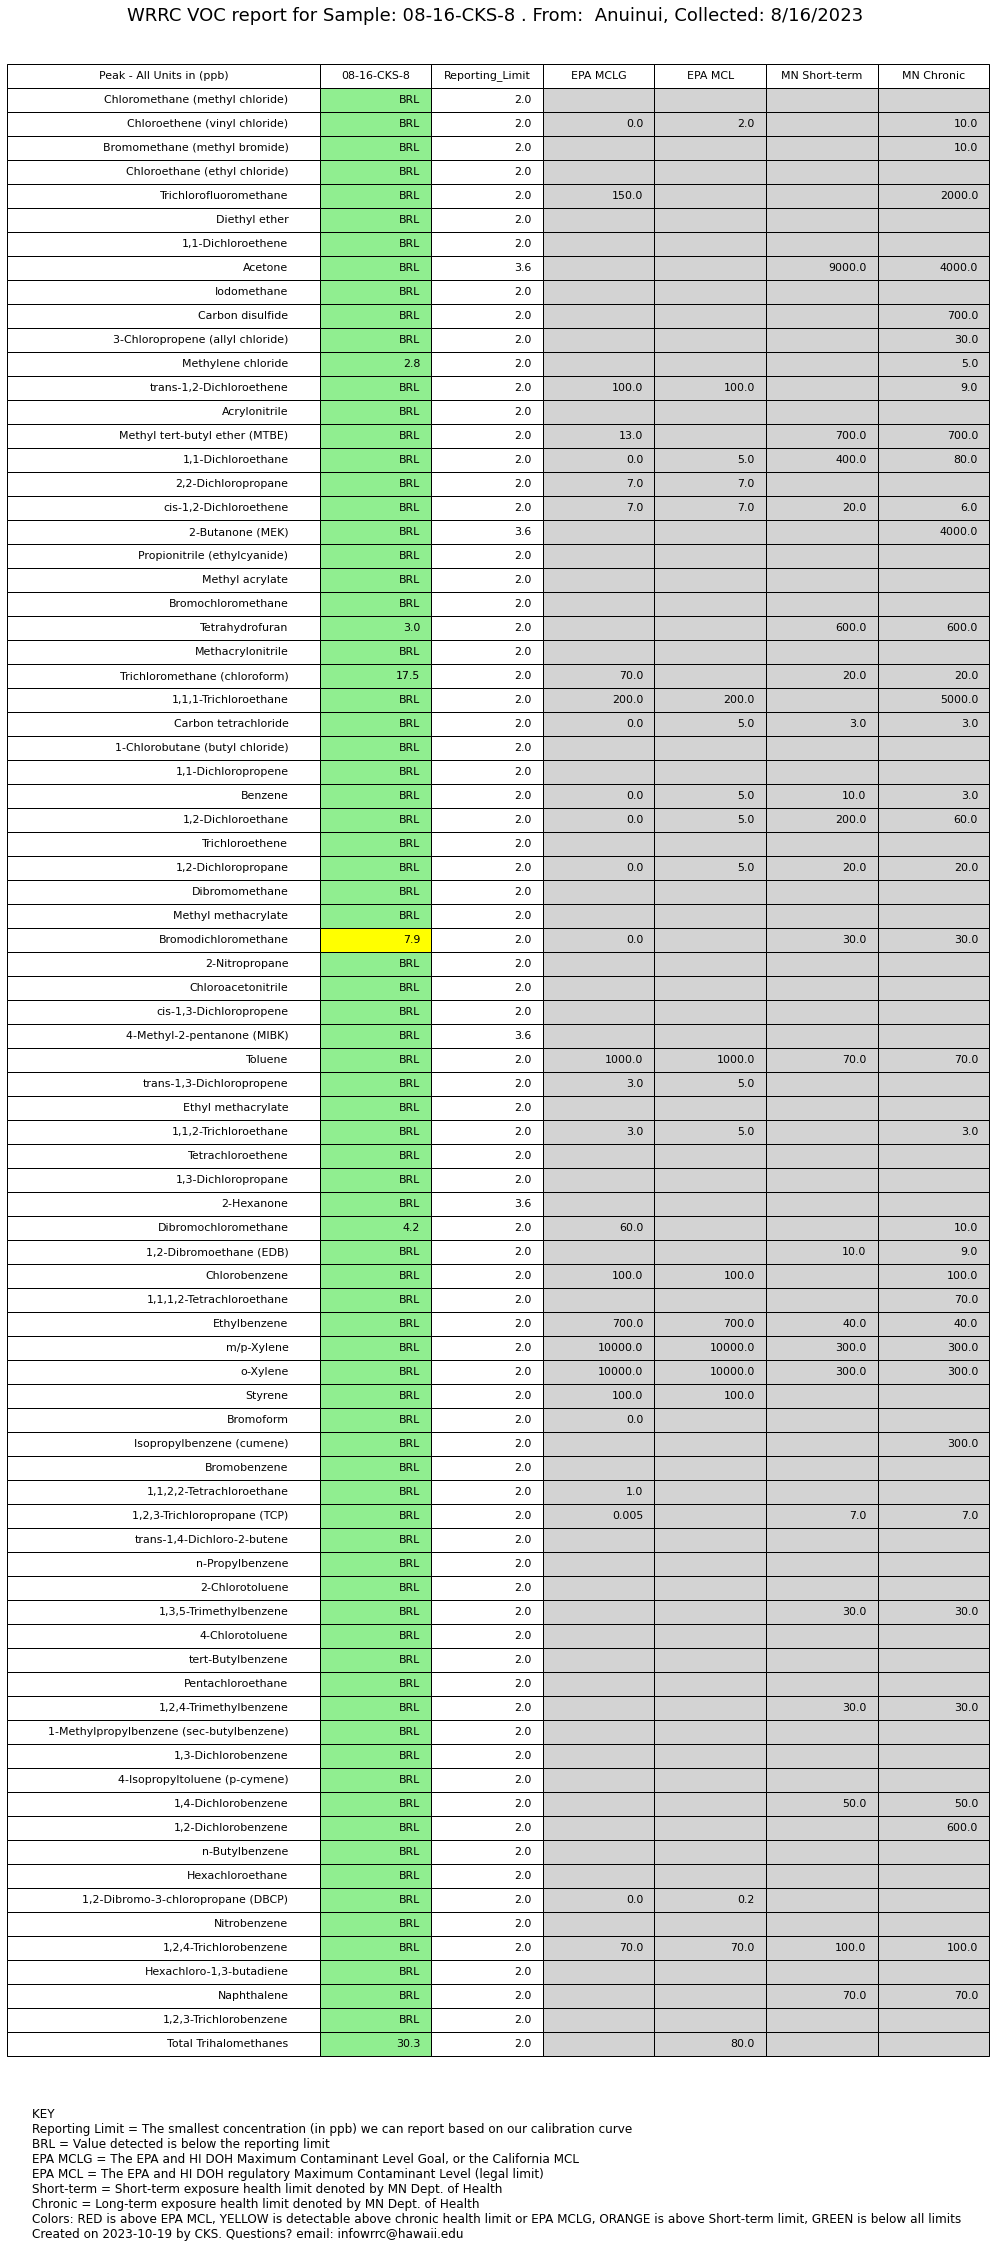 WRRC VOC report for Sample: 08-16-CKS-8 . From:  Anuinui, Collected: 8/16/2023
Peak - All Units in (ppb) 08-16-CKS-8 Reporting_Limit EPA MCLG EPA MCL MN Short-term MN Chronic
Chloromethane (methyl chloride) BRL 2.0
Chloroethene (vinyl chloride) BRL 2.0 0.0 2.0 10.0
Bromomethane (methyl bromide) BRL 2.0 10.0
Chloroethane (ethyl chloride) BRL 2.0
Trichlorofluoromethane BRL 2.0 150.0 2000.0
Diethyl ether BRL 2.0
1,1-Dichloroethene BRL 2.0
Acetone BRL 3.6 9000.0 4000.0
Iodomethane BRL 2.0
Carbon disulfide BRL 2.0 700.0
3-Chloropropene (allyl chloride) BRL 2.0 30.0
Methylene chloride 2.8 2.0 5.0
trans-1,2-Dichloroethene BRL 2.0 100.0 100.0 9.0
Acrylonitrile BRL 2.0
Methyl tert-butyl ether (MTBE) BRL 2.0 13.0 700.0 700.0
1,1-Dichloroethane BRL 2.0 0.0 5.0 400.0 80.0
2,2-Dichloropropane BRL 2.0 7.0 7.0
cis-1,2-Dichloroethene BRL 2.0 7.0 7.0 20.0 6.0
2-Butanone (MEK) BRL 3.6 4000.0
Propionitrile (ethylcyanide) BRL 2.0
Methyl acrylate BRL 2.0
Bromochloromethane BRL 2.0
Tetrahydrofuran 3.0 2.0 600.0 600.0
Methacrylonitrile BRL 2.0
Trichloromethane (chloroform) 17.5 2.0 70.0 20.0 20.0
1,1,1-Trichloroethane BRL 2.0 200.0 200.0 5000.0
Carbon tetrachloride BRL 2.0 0.0 5.0 3.0 3.0
1-Chlorobutane (butyl chloride) BRL 2.0
1,1-Dichloropropene BRL 2.0
Benzene BRL 2.0 0.0 5.0 10.0 3.0
1,2-Dichloroethane BRL 2.0 0.0 5.0 200.0 60.0
Trichloroethene BRL 2.0
1,2-Dichloropropane BRL 2.0 0.0 5.0 20.0 20.0
Dibromomethane BRL 2.0
Methyl methacrylate BRL 2.0
Bromodichloromethane 7.9 2.0 0.0 30.0 30.0
2-Nitropropane BRL 2.0
Chloroacetonitrile BRL 2.0
cis-1,3-Dichloropropene BRL 2.0
4-Methyl-2-pentanone (MIBK) BRL 3.6
Toluene BRL 2.0 1000.0 1000.0 70.0 70.0
trans-1,3-Dichloropropene BRL 2.0 3.0 5.0
Ethyl methacrylate BRL 2.0
1,1,2-Trichloroethane BRL 2.0 3.0 5.0 3.0
Tetrachloroethene BRL 2.0
1,3-Dichloropropane BRL 2.0
2-Hexanone BRL 3.6
Dibromochloromethane 4.2 2.0 60.0 10.0
1,2-Dibromoethane (EDB) BRL 2.0 10.0 9.0
Chlorobenzene BRL 2.0 100.0 100.0 100.0
1,1,1,2-Tetrachloroethane BRL 2.0 70.0
Ethylbenzene BRL 2.0 700.0 700.0 40.0 40.0
m/p-Xylene BRL 2.0 10000.0 10000.0 300.0 300.0
o-Xylene BRL 2.0 10000.0 10000.0 300.0 300.0
Styrene BRL 2.0 100.0 100.0
Bromoform BRL 2.0 0.0
Isopropylbenzene (cumene) BRL 2.0 300.0
Bromobenzene BRL 2.0
1,1,2,2-Tetrachloroethane BRL 2.0 1.0
1,2,3-Trichloropropane (TCP) BRL 2.0 0.005 7.0 7.0
trans-1,4-Dichloro-2-butene BRL 2.0
n-Propylbenzene BRL 2.0
2-Chlorotoluene BRL 2.0
1,3,5-Trimethylbenzene BRL 2.0 30.0 30.0
4-Chlorotoluene BRL 2.0
tert-Butylbenzene BRL 2.0
Pentachloroethane BRL 2.0
1,2,4-Trimethylbenzene BRL 2.0 30.0 30.0
1-Methylpropylbenzene (sec-butylbenzene) BRL 2.0
1,3-Dichlorobenzene BRL 2.0
4-Isopropyltoluene (p-cymene) BRL 2.0
1,4-Dichlorobenzene BRL 2.0 50.0 50.0
1,2-Dichlorobenzene BRL 2.0 600.0
n-Butylbenzene BRL 2.0
Hexachloroethane BRL 2.0
1,2-Dibromo-3-chloropropane (DBCP) BRL 2.0 0.0 0.2
Nitrobenzene BRL 2.0
1,2,4-Trichlorobenzene BRL 2.0 70.0 70.0 100.0 100.0
Hexachloro-1,3-butadiene BRL 2.0
Naphthalene BRL 2.0 70.0 70.0
1,2,3-Trichlorobenzene BRL 2.0
Total Trihalomethanes 30.3 2.0 80.0
KEY
Reporting Limit = The smallest concentration (in ppb) we can report based on our calibration curve
BRL = Value detected is below the reporting limit
EPA MCLG = The EPA and HI DOH Maximum Contaminant Level Goal, or the California MCL
EPA MCL = The EPA and HI DOH regulatory Maximum Contaminant Level (legal limit)
Short-term = Short-term exposure health limit denoted by MN Dept. of Health
Chronic = Long-term exposure health limit denoted by MN Dept. of Health
Colors: RED is above EPA MCL, YELLOW is detectable above chronic health limit or EPA MCLG, ORANGE is above Short-term limit, GREEN is below all limits
Created on 2023-10-19 by CKS. Questions? email: infowrrc@hawaii.edu